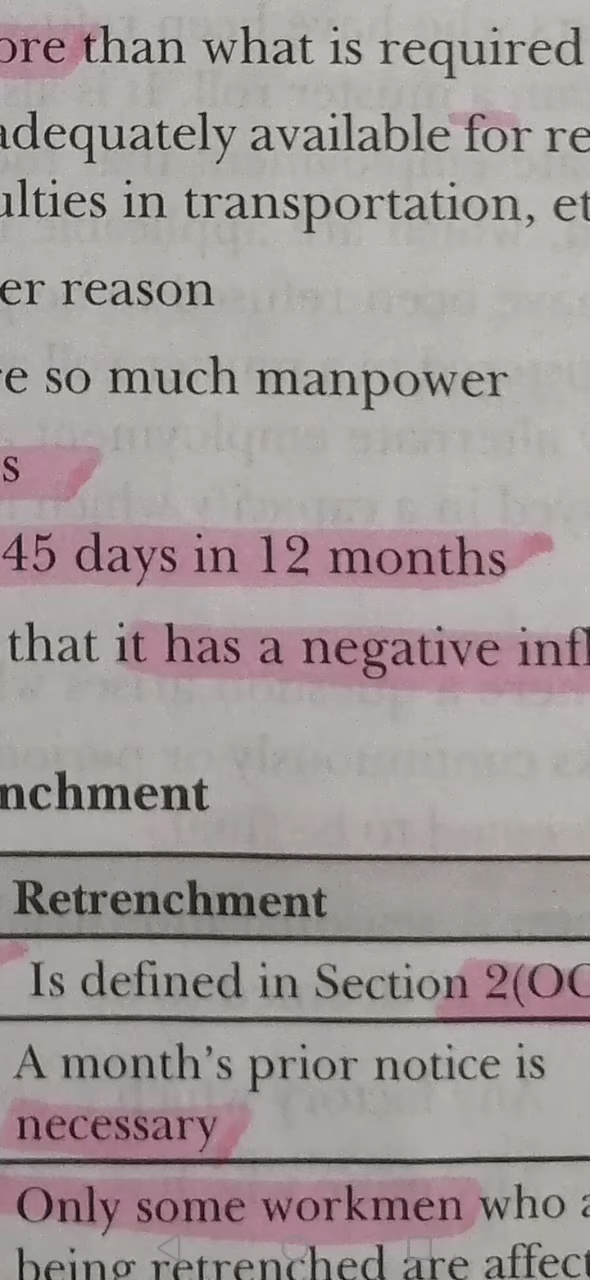 ore than what is required
adequately available for re
ulties in transportation, et
er reason
re so much manpower
s
45 days in 12 months
that it has a negative infl
nchment
Retrenchment
Is defined in Section 2(OO
A month's prior notice is
necessary
Only some workmen who a
being retrenched are affect